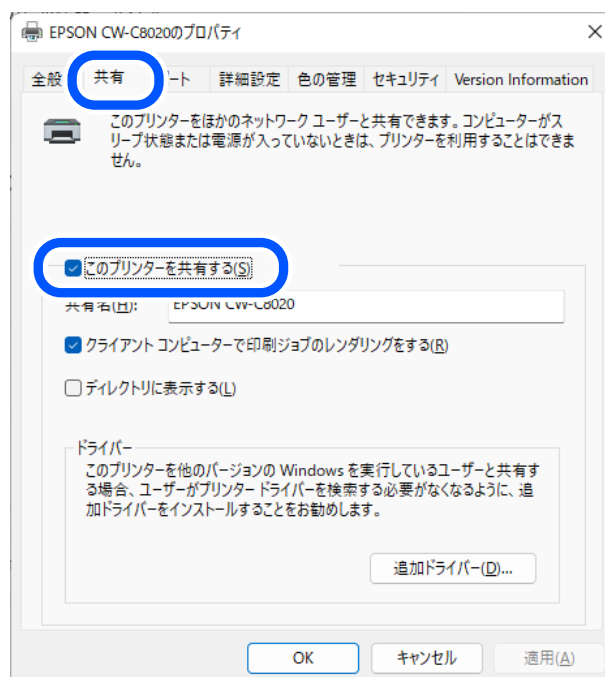 EPSON CW-C8020のプロパティ
全般 共有 ート 詳細設定 色の管理 セキュリティ Version Information
このプリンターをほかのネットワーク ユーザーと共有できます。コンピューターがス
リープ状態または電源が入っていないときは、プリンターを利用することはできま
せん。
このプリンターを共有する(S)
共有名(H): EPSON CW-C8020
クライアント コンピューターで印刷ジョブのレンダリングをする(R)
ディレクトリに表示する(L)
ドライバー
このプリンターを他のバージョンの Windows を実行しているユーザーと共有す
る場合、ユーザーがプリンター ドライバーを検索する必要がなくなるように、追
加ドライバーをインストールすることをお勧めします。
追加ドライバー(D)...
OK キャンセル 適用(A)